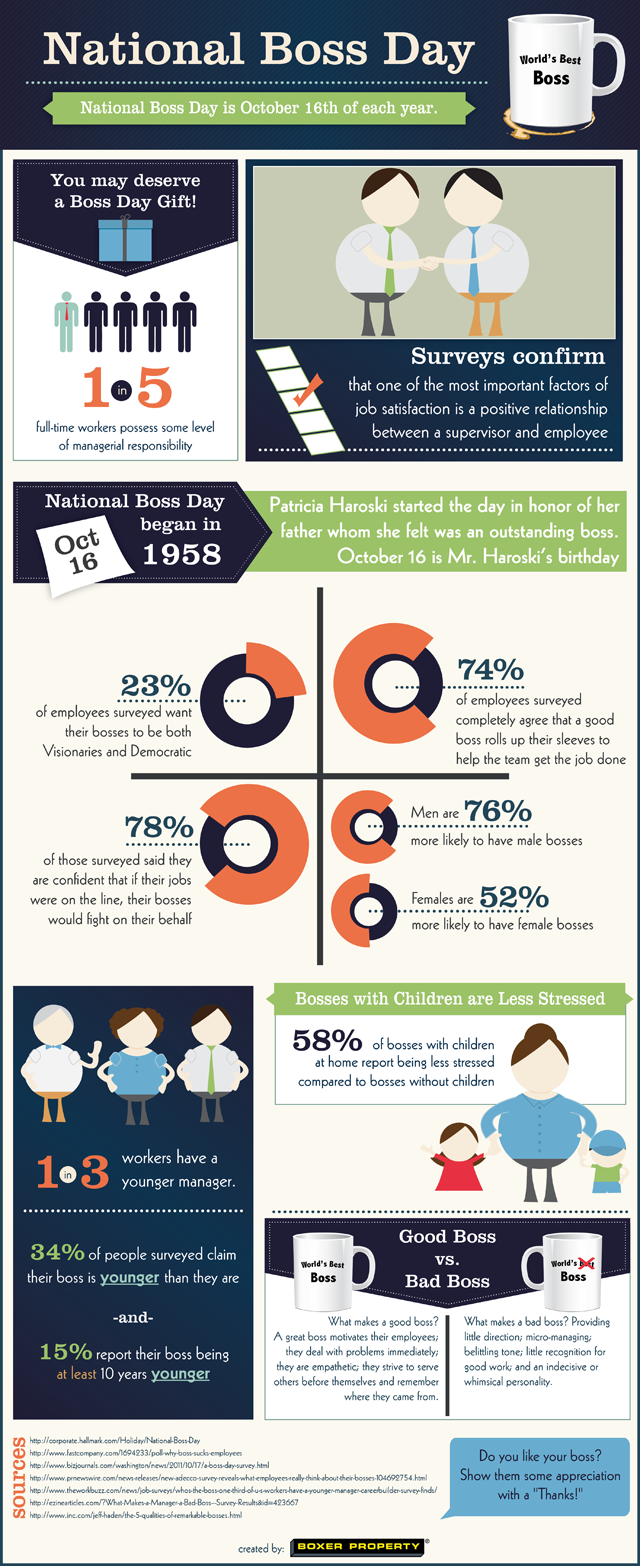 National Boss Day
World's Best
Boss
National Boss Day is October 16th of each year.
You may deserve
a Boss Day Gift!
1 in 5
full-time workers possess some level
of managerial responsibility
Surveys confirm
that one of the most important factors of
job satisfaction is a positive relationship
between a supervisor and employee
National Boss Day
began in
1958
Oct
16
Patricia Haroski started the day in honor of her
father whom she felt was an outstanding boss.
October 16 is Mr. Haroski's birthday
23%
of employees surveyed want
their bosses to be both
Visionaries and Democratic
74%
of employees surveyed
completely agree that a good
boss rolls up their sleeves to
help the team get the job done
78%
of those surveyed said they
are confident that if their jobs
were on the line, their bosses
would fight on their behalf
Men are 76%
more likely to have male bosses
Females are 52%
more likely to have female bosses
1 in 3 workers have a
younger manager.
34% of people surveyed claim
their boss is younger than they are
-and-
15% report their boss being
at least 10 years younger
Bosses with Children are Less Stressed
58% of bosses with children
at home report being less stressed
compared to bosses without children
Good Boss
vs.
Bad Boss
World's Best
Boss
World's Best
Boss
What makes a good boss?
A great boss motivates their employees;
they deal with problems immediately;
they are empathetic; they strive to serve
others before themselves and remember
where they came from.
What makes a bad boss? Providing
little direction; micro-managing;
belittling tone; little recognition for
good work; and an indecisive or
whimsical personality.
sources
http://corporate.hallmark.com/Holiday/National-Boss-Day
http://www.fastcompany.com/1694233/poll-why-boss-sucks-employees
http://www.bizjournals.com/washington/news/2011/10/17/a-boss-day-survey.html
http://www.prnewswire.com/news-releases/new-adecco-survey-reveals-what-employees-really-think-about-their-bosses-104692754.html
http://www.theworkbuzz.com/news/job-surveys/whos-the-boss-one-third-of-u-s-workers-have-a-younger-manager-careerbuilder-survey-finds/
http://ezinearticles.com/?What-Makes-a-Manager-a-Bad-Boss--Survey-Results&id=423667
http://www.inc.com/jeff-haden/the-5-qualities-of-remarkable-bosses.html
Do you like your boss?
Show them some appreciation
with a "Thanks!"
created by: BOXER PROPERTY®